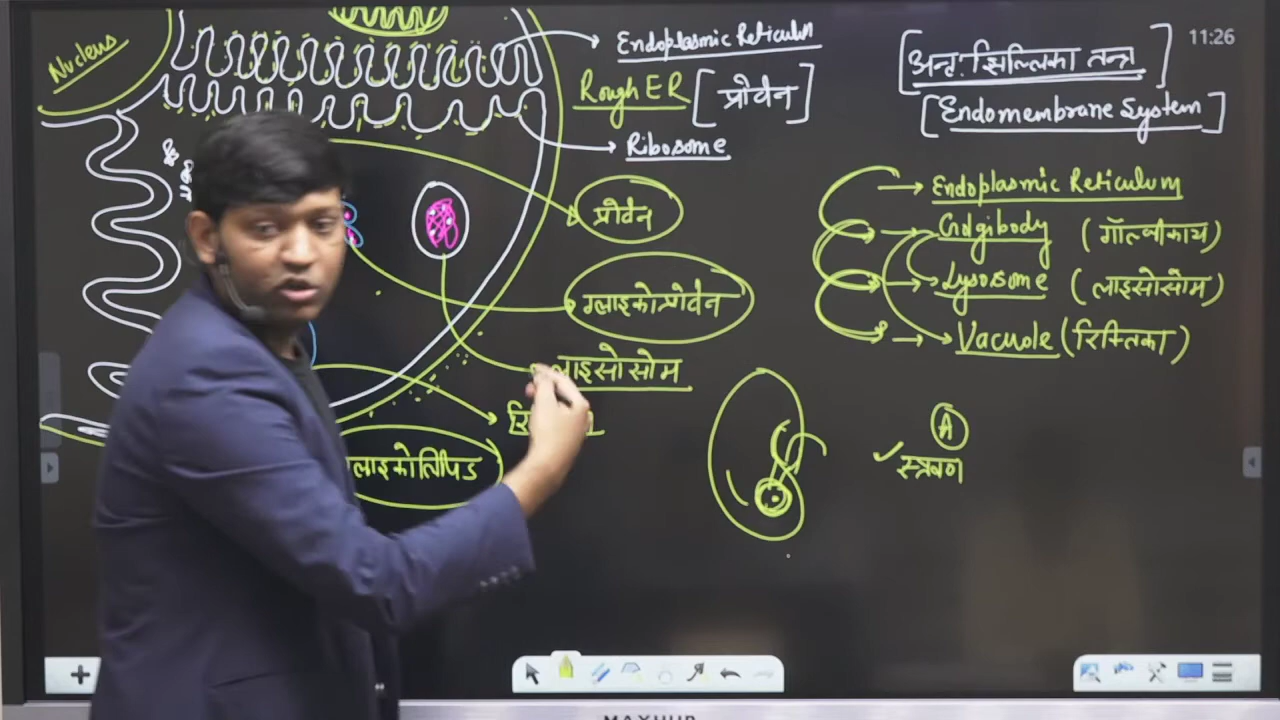 Nucleus
Endoplasmic Reticulum
Rough ER [प्रोटीन]
Ribosome
प्रोटीन
ग्लाइकोप्रोटीन
लाइसोसोम
लाइकोलिपिड
[अन्तः झिल्लिका तन्त्र]
[Endomembrane System]
11:26
→ Endoplasmic Reticulum
→ Golgibody (गॉल्जीकाय)
→ Lysosome (लाइसोसोम)
→ Vacuole (रिक्तिका)
A
✓ स्त्रवण
MAXHUB